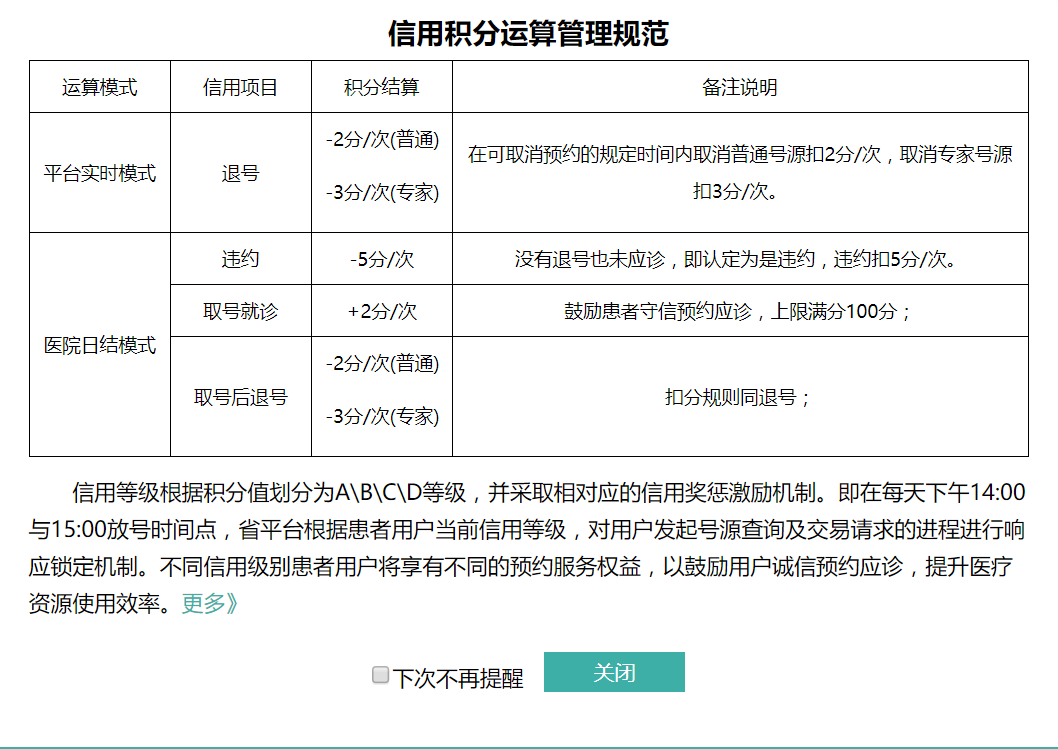 信用积分运算管理规范
运算模式 信用项目 积分结算 备注说明
平台实时模式 退号 -2分/次(普通) -3分/次(专家) 在可取消预约的规定时间内取消普通号源扣2分/次，取消专家号源
扣3分/次。
医院日结模式 违约 -5分/次 没有退号也未应诊，即认定为是违约，违约扣5分/次。
取号就诊 +2分/次 鼓励患者守信预约应诊，上限满分100分；
取号后退号 -2分/次(普通) -3分/次(专家) 扣分规则同退号；
信用等级根据积分值划分为A\B\C\D等级，并采取相对应的信用奖惩激励机制。即在每天下午14:00
与15:00放号时间点，省平台根据患者用户当前信用等级，对用户发起号源查询及交易请求的进程进行响
应锁定机制。不同信用级别患者用户将享有不同的预约服务权益，以鼓励用户诚信预约应诊，提升医疗
资源使用效率。更多》
下次不再提醒 关闭